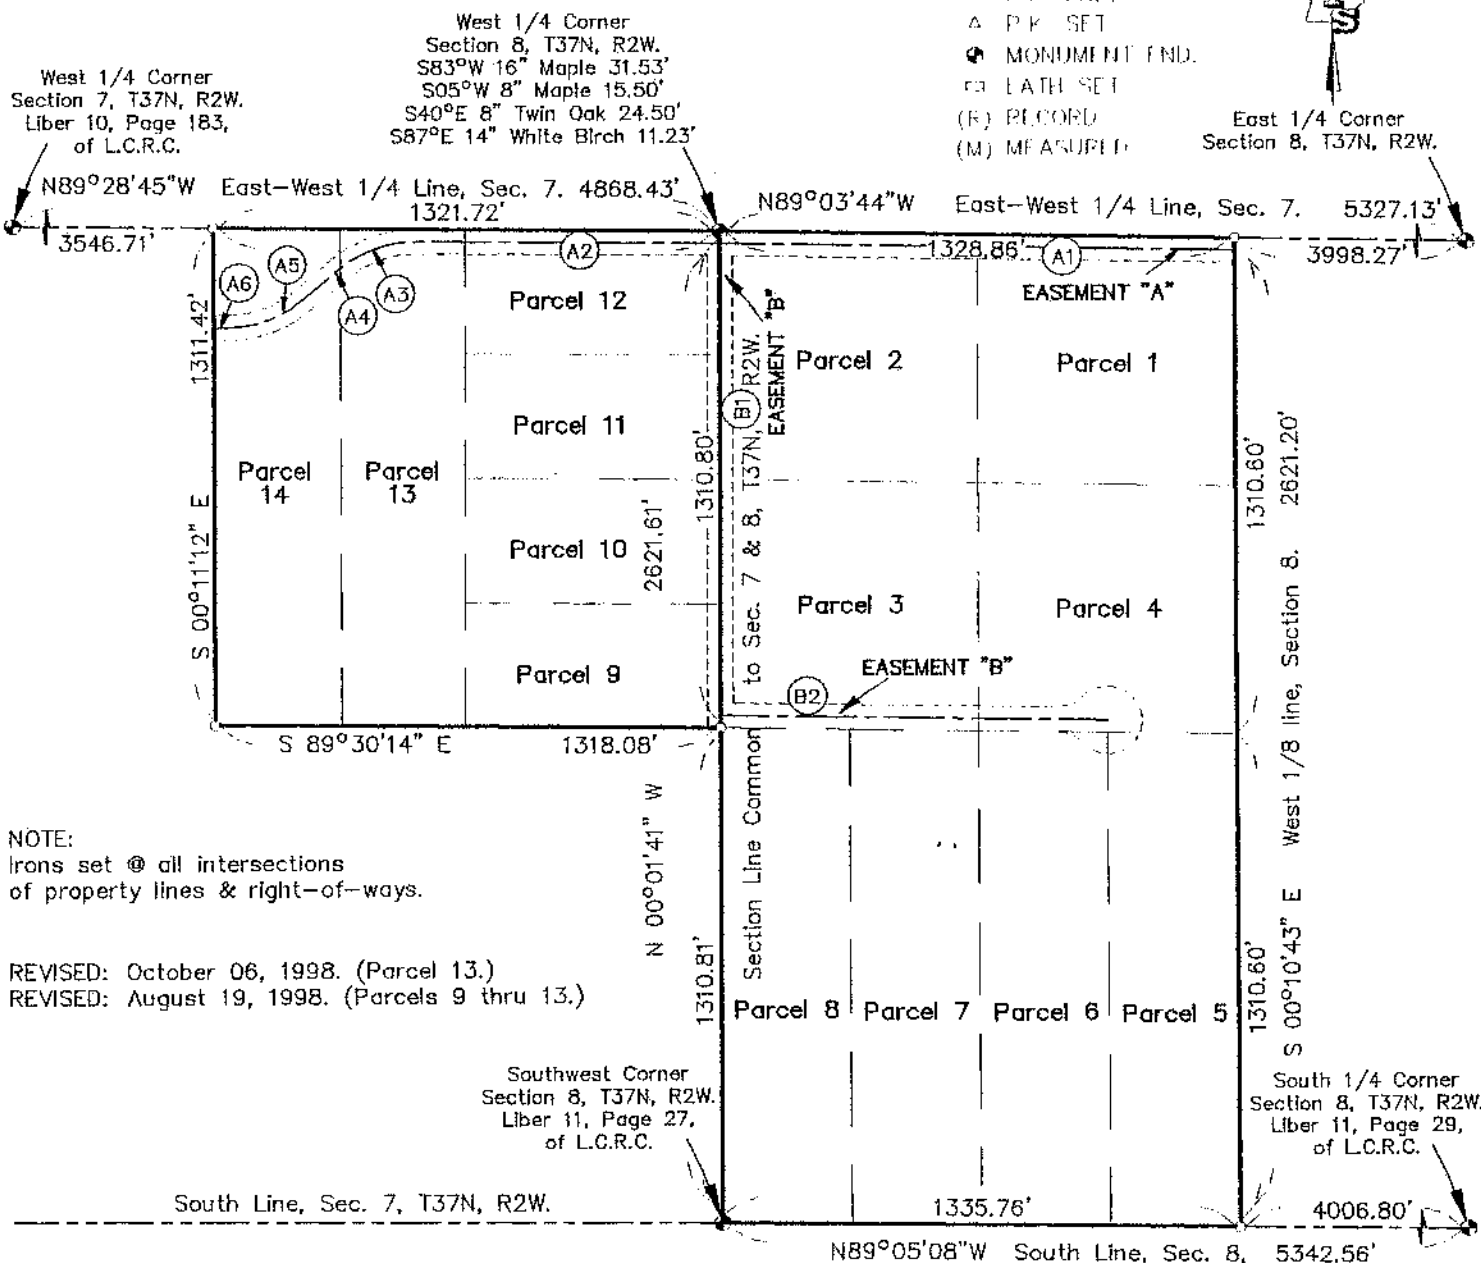 West 1/4 Corner
Section 8, T37N, R2W.
S83°W 16" Maple 31.53'
S05°W 8" Maple 15.50'
S40°E 8" Twin Oak 24.50'
S87°E 14" White Birch 11.23'
West 1/4 Corner
Section 7, T37N, R2W.
Liber 10, Page 183,
of L.C.R.C.
△ P.K. SET
MONUMENT FND.
LATH SET
(R) RECORD
(M) MEASURED
S
East 1/4 Corner
Section 8, T37N, R2W.
N89°28'45"W East-West 1/4 Line, Sec. 7. 4868.43'
N89°03'44"W East-West 1/4 Line, Sec. 7. 5327.13'
3546.71'
1321.72'
1328.86'
3998.27'
A1
A2
A3
A4
A5
A6
EASEMENT "A"
EASEMENT "B"
B1
Parcel 12
Parcel 2
Parcel 1
Parcel 11
Parcel 14
Parcel 13
Parcel 10
Parcel 3
Parcel 4
Parcel 9
1311.42'
S 00°11'12" E
1310.80'
2621.61'
Section Line Common to Sec. 7 & 8, T37N, R2W.
1310.60'
2621.20'
EASEMENT "B"
B2
S 89°30'14" E 1318.08'
N 00°01'41" W
1310.81'
1310.60'
S 00°10'43" E West 1/8 line, Section 8.
NOTE:
Irons set @ all intersections
of property lines & right-of-ways.
REVISED: October 06, 1998. (Parcel 13.)
REVISED: August 19, 1998. (Parcels 9 thru 13.)
Parcel 8
Parcel 7
Parcel 6
Parcel 5
Southwest Corner
Section 8, T37N, R2W.
Liber 11, Page 27,
of L.C.R.C.
South 1/4 Corner
Section 8, T37N, R2W.
Liber 11, Page 29,
of L.C.R.C.
South Line, Sec. 7, T37N, R2W.
1335.76'
4006.80'
N89°05'08"W South Line, Sec. 8, 5342.56'